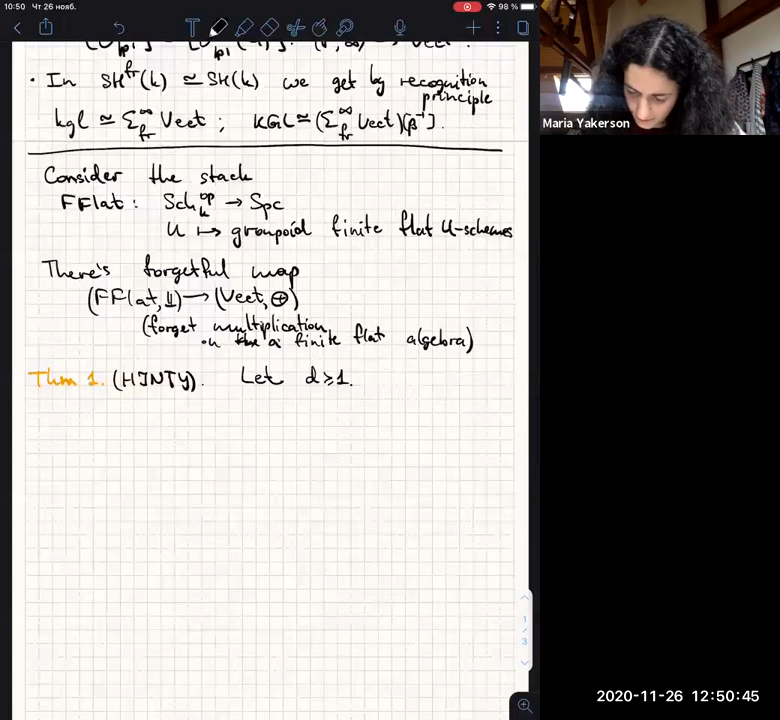 10:50 Чт 26 нояб.
98 %
• In SH^fr(k) ≃ SH(k) we get by recognition
principle
kgl ≃ Σ^∞_fr Vect ; KGL ≃ (Σ^∞_fr Vect)[β^-1].
Consider the stack
FFlat : Sch_k^op → Spc
U ↦ groupoid finite flat U-schemes
There's forgetful map
(FFlat, ⊔) → (Vect, ⊕)
(forget multiplication
on a finite flat algebra)
Thm 1. (HJNTY). Let d ≥ 1.
1
/
3
Maria Yakerson
2020-11-26 12:50:45